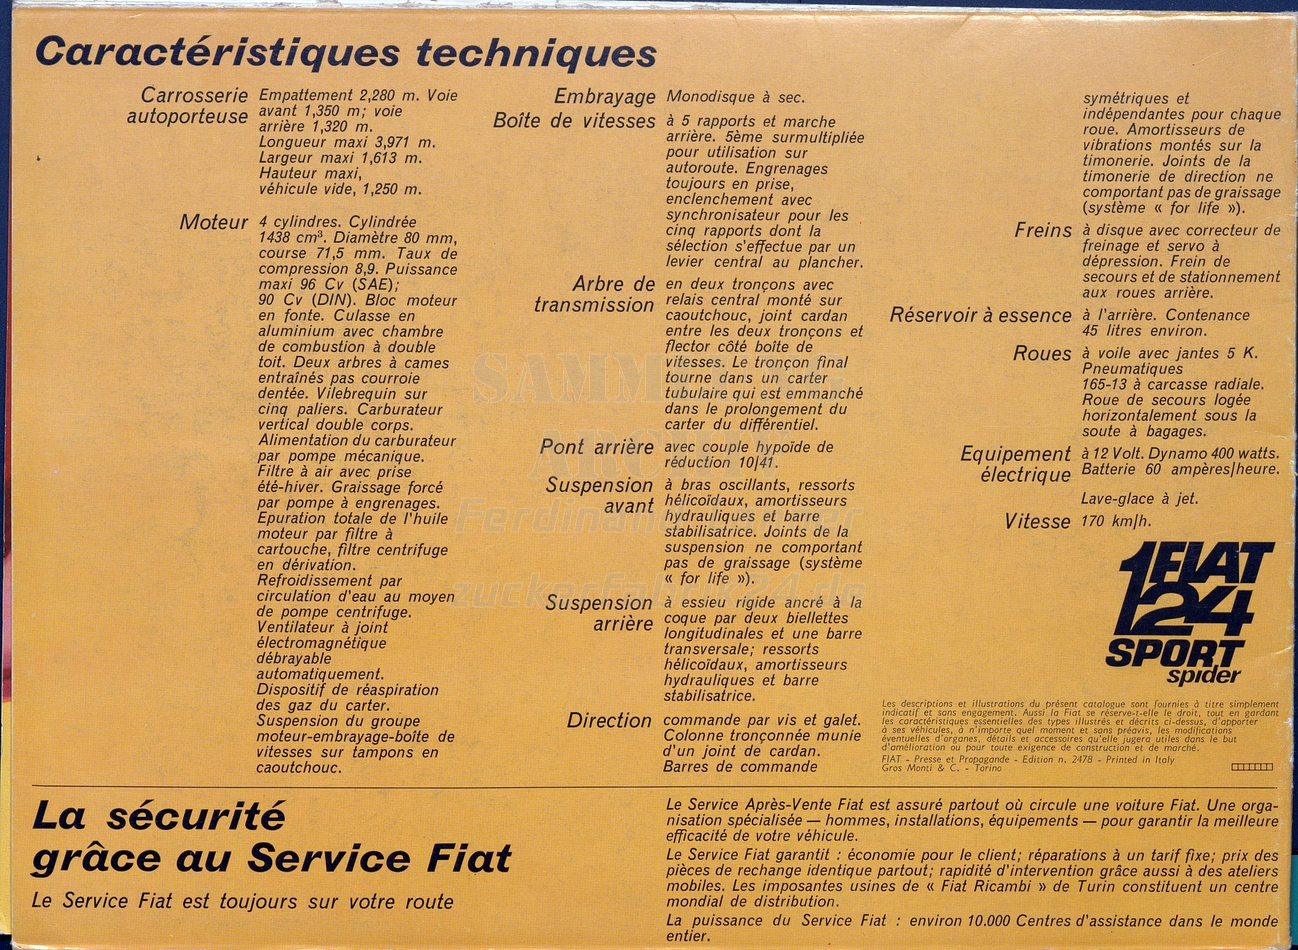 Caractéristiques techniques
Carrosserie
autoporteuse
Empattement 2,280 m. Voie
avant 1,350 m; voie
arrière 1,320 m.
Longueur maxi 3,971 m.
Largeur maxi 1,613 m.
Hauteur maxi,
véhicule vide, 1,250 m.
Moteur
4 cylindres. Cylindrée
1438 cm³. Diamètre 80 mm,
course 71,5 mm. Taux de
compression 8,9. Puissance
maxi 96 Cv (SAE);
90 Cv (DIN). Bloc moteur
en fonte. Culasse en
aluminium avec chambre
de combustion à double
toit. Deux arbres à cames
entraînés pas courroie
dentée. Vilebrequin sur
cinq paliers. Carburateur
vertical double corps.
Alimentation du carburateur
par pompe mécanique.
Filtre à air avec prise
été-hiver. Graissage forcé
par pompe à engrenages.
Epuration totale de l'huile
moteur par filtre à
cartouche, filtre centrifuge
en dérivation.
Refroidissement par
circulation d'eau au moyen
de pompe centrifuge.
Ventilateur à joint
électromagnétique
débrayable
automatiquement.
Dispositif de réaspiration
des gaz du carter.
Suspension du groupe
moteur-embrayage-boîte de
vitesses sur tampons en
caoutchouc.
Embrayage
Monodisque à sec.
Boîte de vitesses
à 5 rapports et marche
arrière. 5ème surmultipliée
pour utilisation sur
autoroute. Engrenages
toujours en prise,
enclenchement avec
synchronisateur pour les
cinq rapports dont la
sélection s'effectue par un
levier central au plancher.
Arbre de
transmission
en deux tronçons avec
relais central monté sur
caoutchouc, joint cardan
entre les deux tronçons et
flector côté boîte de
vitesses. Le tronçon final
tourne dans un carter
tubulaire qui est emmanché
dans le prolongement du
carter du différentiel.
Pont arrière
avec couple hypoïde de
réduction 10/41.
Suspension
avant
à bras oscillants, ressorts
hélicoïdaux, amortisseurs
hydrauliques et barre
stabilisatrice. Joints de la
suspension ne comportant
pas de graissage (système
« for life »).
Suspension
arrière
à essieu rigide ancré à la
coque par deux biellettes
longitudinales et une barre
transversale; ressorts
hélicoïdaux, amortisseurs
hydrauliques et barre
stabilisatrice.
Direction
commande par vis et galet.
Colonne tronçonnée munie
d'un joint de cardan.
Barres de commande
symétriques et
indépendantes pour chaque
roue. Amortisseurs de
vibrations montés sur la
timonerie. Joints de la
timonerie de direction ne
comportant pas de graissage
(système « for life »).
Freins
à disque avec correcteur de
freinage et servo à
dépression. Frein de
secours et de stationnement
aux roues arrière.
Réservoir à essence
à l'arrière. Contenance
45 litres environ.
Roues
à voile avec jantes 5 K.
Pneumatiques
165-13 à carcasse radiale.
Roue de secours logée
horizontalement sous la
soute à bagages.
Equipement
électrique
à 12 Volt. Dynamo 400 watts.
Batterie 60 ampères/heure.
Lave-glace à jet.
Vitesse
170 km/h.
FIAT
124
SPORT
spider
Les descriptions et illustrations du présent catalogue sont fournies à titre simplement
indicatif et sans engagement. Aussi la Fiat se réserve-t-elle le droit, tout en gardant
les caractéristiques essentielles des types illustrés et décrits ci-dessus, d'apporter
à ses véhicules, à n'importe quel moment et sans préavis, les modifications
éventuelles d'organes, détails et accessoires qu'elle jugera utiles dans le but
d'amélioration ou pour toute exigence de construction et de marché.
FIAT - Presse et Propagande - Edition n. 2478 - Printed in Italy
Gros Monti & C. - Torino
SAMMLUNG
ARCHIV
Ferdinand
zuckerfabrik24.de
La sécurité
grâce au Service Fiat
Le Service Fiat est toujours sur votre route
Le Service Après-Vente Fiat est assuré partout où circule une voiture Fiat. Une orga-
nisation spécialisée — hommes, installations, équipements — pour garantir la meilleure
efficacité de votre véhicule.
Le Service Fiat garantit : économie pour le client; réparations à un tarif fixe; prix des
pièces de rechange identique partout; rapidité d'intervention grâce aussi à des ateliers
mobiles. Les imposantes usines de « Fiat Ricambi » de Turin constituent un centre
mondial de distribution.
La puissance du Service Fiat : environ 10.000 Centres d'assistance dans le monde
entier.